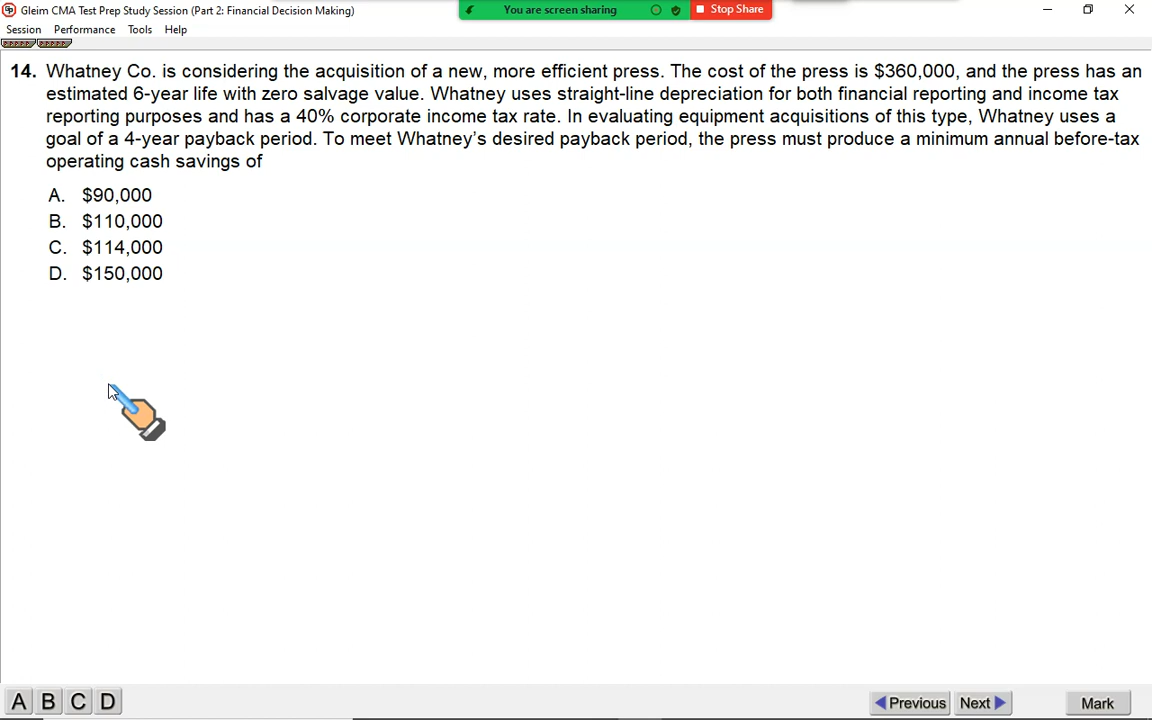 Gleim CMA Test Prep Study Session (Part 2: Financial Decision Making)
You are screen sharing
Stop Share
Session Performance Tools Help
14. Whatney Co. is considering the acquisition of a new, more efficient press. The cost of the press is $360,000, and the press has an
estimated 6-year life with zero salvage value. Whatney uses straight-line depreciation for both financial reporting and income tax
reporting purposes and has a 40% corporate income tax rate. In evaluating equipment acquisitions of this type, Whatney uses a
goal of a 4-year payback period. To meet Whatney's desired payback period, the press must produce a minimum annual before-tax
operating cash savings of
A. $90,000
B. $110,000
C. $114,000
D. $150,000
A B C D
Previous Next Mark